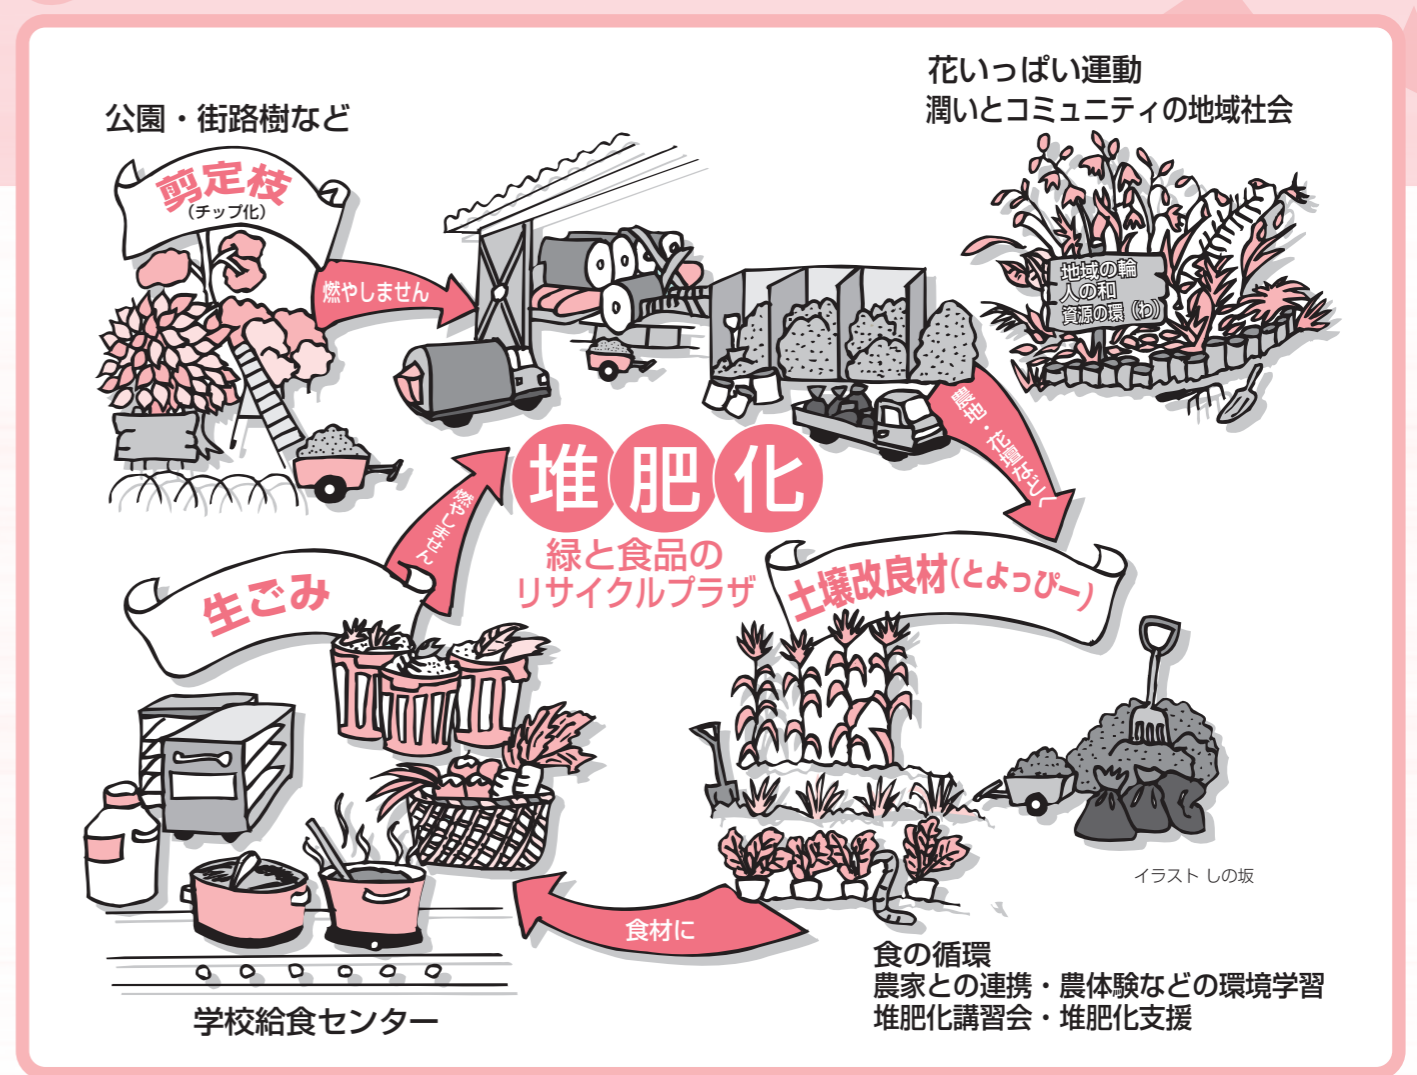 公園・街路樹など
剪定枝
（チップ化）
燃やしません
花いっぱい運動
潤いとコミュニティの地域社会
地域の輪
人の和
資源の環（わ）
農地・花壇などへ
燃やしません
堆肥化
緑と食品の
リサイクルプラザ
生ごみ
土壌改良材（とよっぴー）
イラスト しの坂
食材に
学校給食センター
食の循環
農家との連携・農体験などの環境学習
堆肥化講習会・堆肥化支援